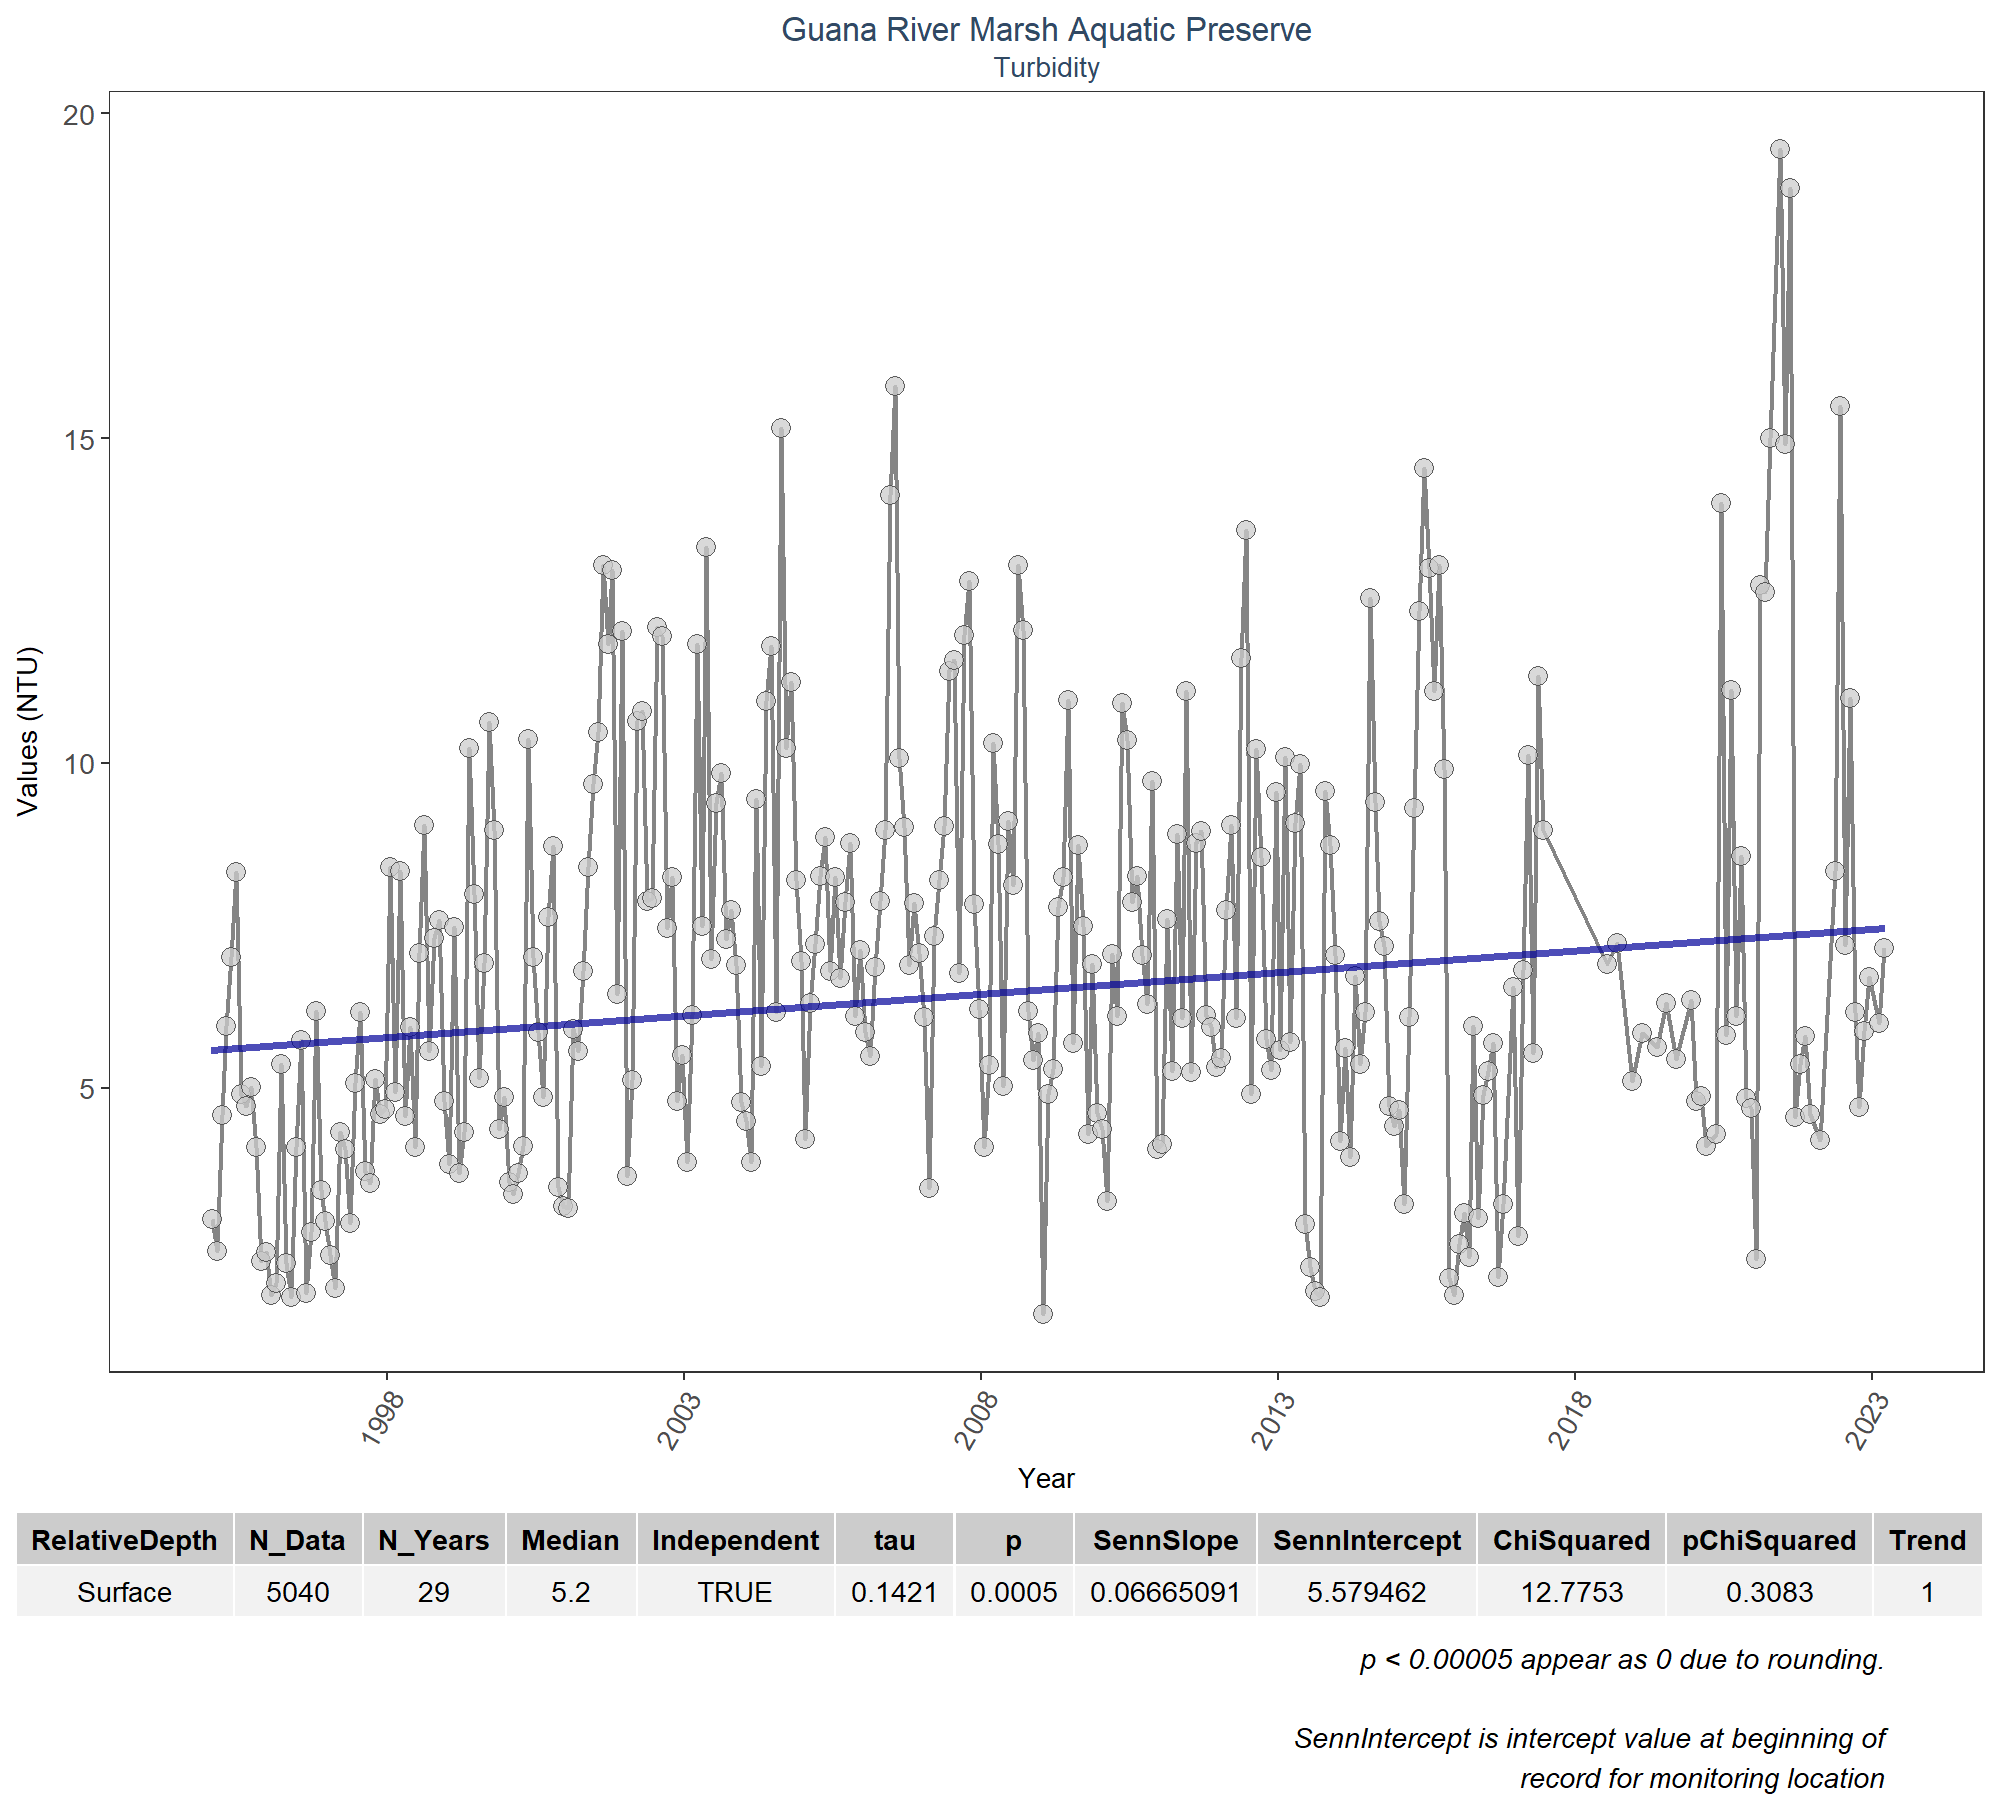 Guana River Marsh Aquatic Preserve
Turbidity
20
15
10
5
Values (NTU)
1998 2003 2008 2013 2018 2023
Year
RelativeDepth N_Data N_Years Median Independent tau p SennSlope SennIntercept ChiSquared pChiSquared Trend
Surface 5040 29 5.2 TRUE 0.1421 0.0005 0.06665091 5.579462 12.7753 0.3083 1
p < 0.00005 appear as 0 due to rounding.
SennIntercept is intercept value at beginning of
record for monitoring location